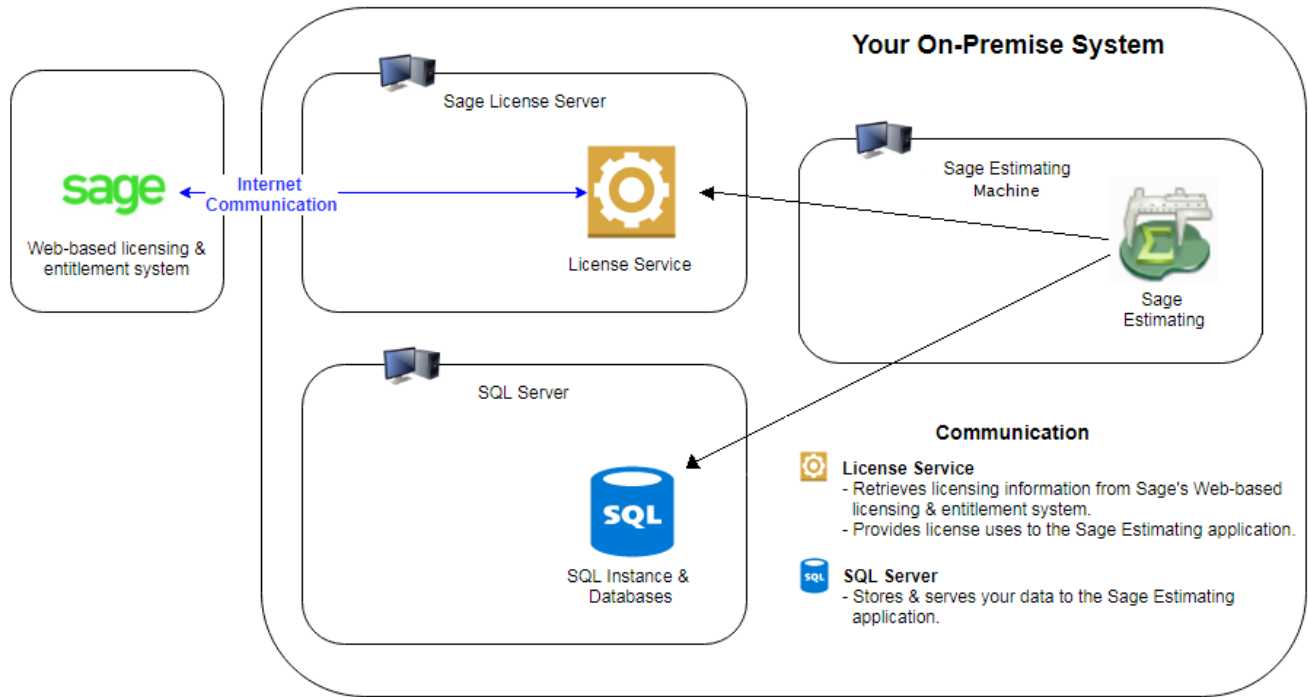 Your On-Premise System
Sage License Server
Sage Estimating
Machine
sage
Internet
Communication
Web-based licensing &
entitlement system
License Service
Sage
Estimating
SQL Server
SQL
SQL Instance &
Databases
Communication
License Service
- Retrieves licensing information from Sage's Web-based
licensing & entitlement system.
- Provides license uses to the Sage Estimating application.
SQL
SQL Server
- Stores & serves your data to the Sage Estimating
application.